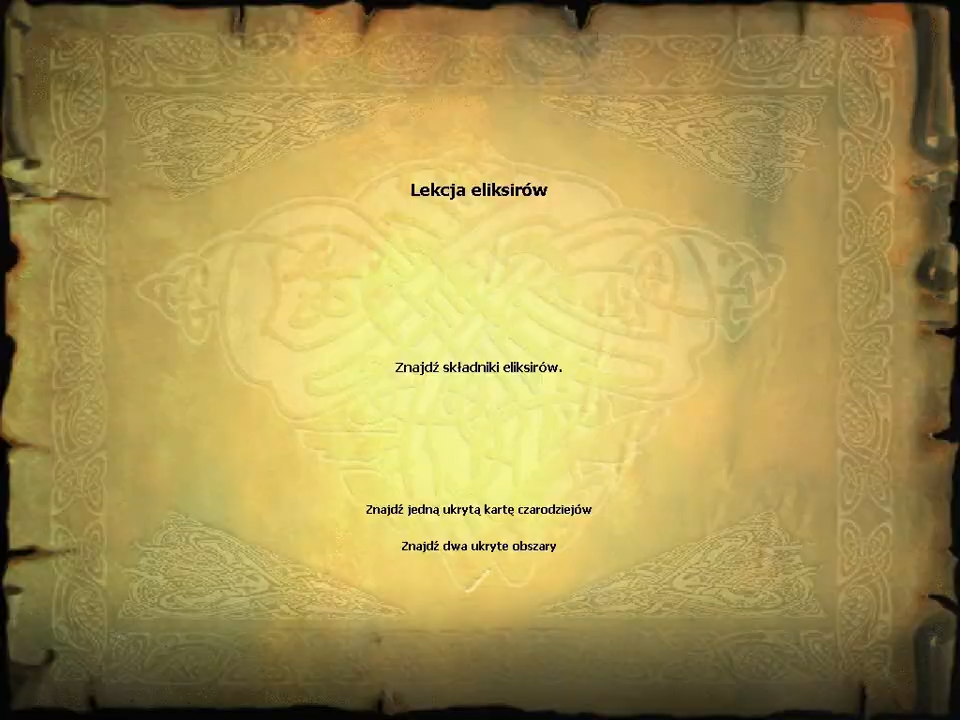 Lekcja eliksirów
Znajdź składniki eliksirów.
Znajdź jedną ukrytą kartę czarodziejów
Znajdź dwa ukryte obszary